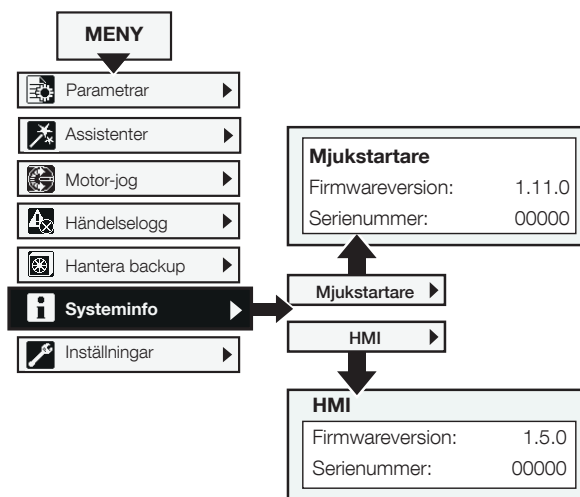 MENY
Parametrar
Assistenter
Motor-jog
Händelselogg
Hantera backup
Systeminfo
Inställningar
Mjukstartare
Firmwareversion: 1.11.0
Serienummer: 00000
Mjukstartare
HMI
HMI
Firmwareversion: 1.5.0
Serienummer: 00000